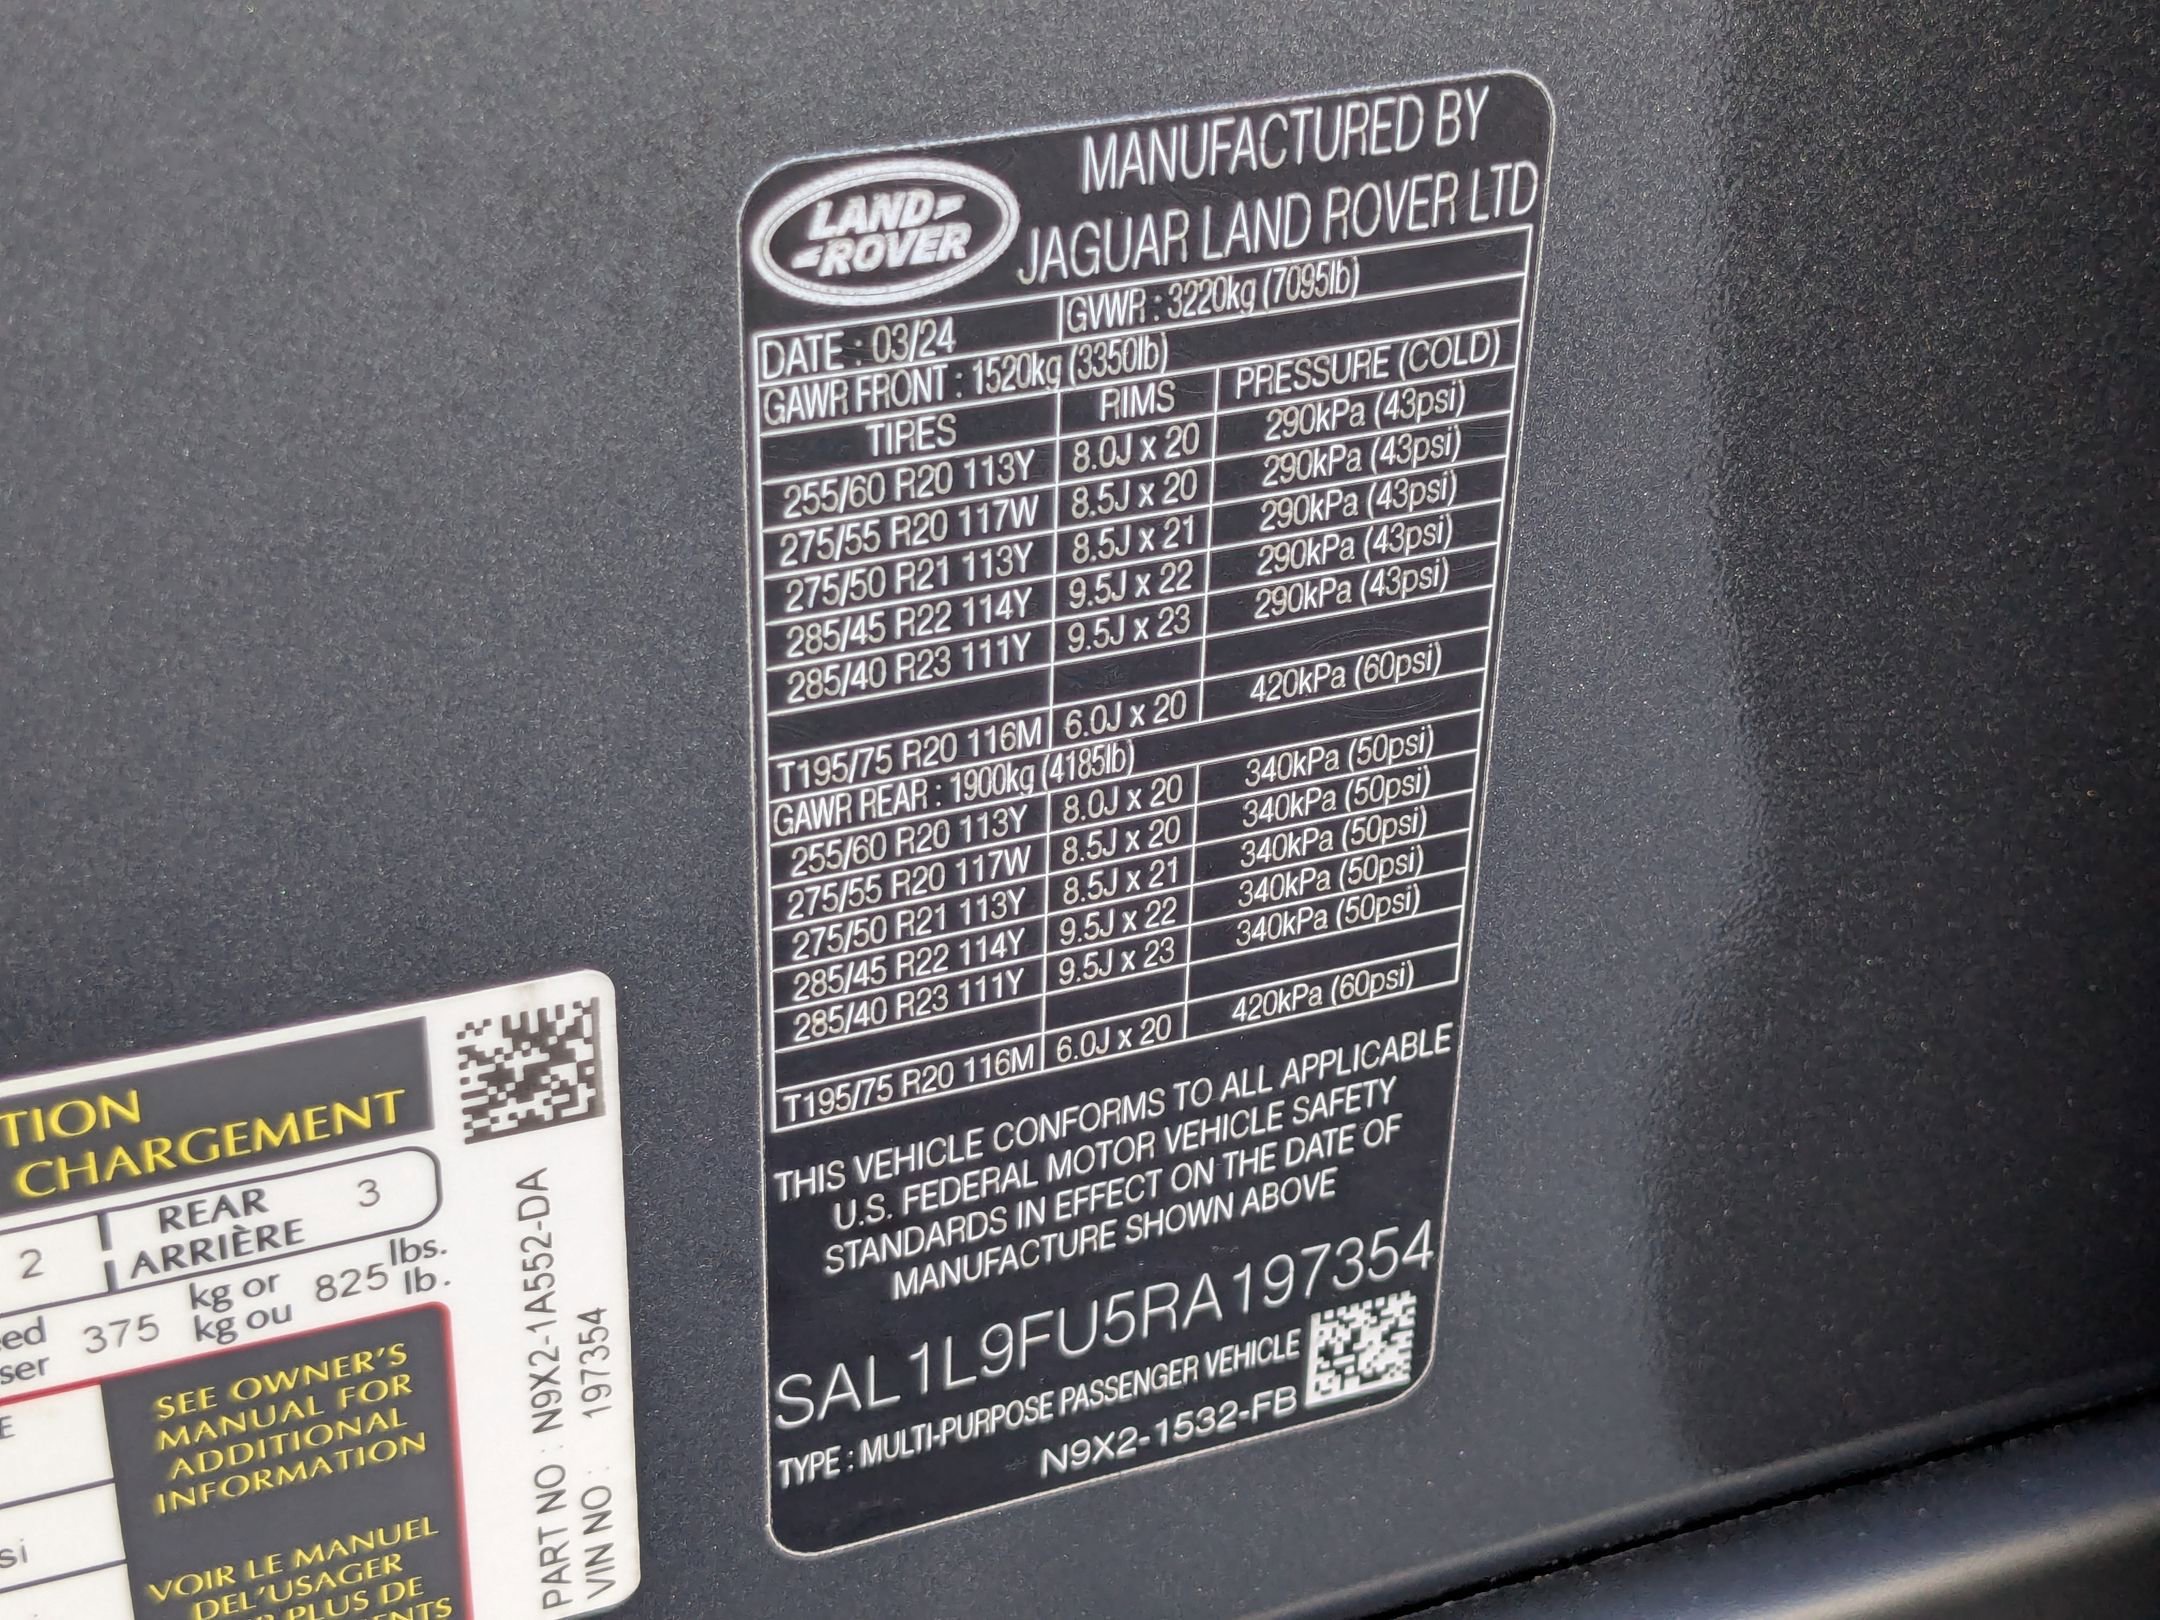 LAND-
-ROVER
MANUFACTURED BY
JAGUAR LAND ROVER LTD
DATE : 03/24 GVWR : 3220kg (7095lb)
GAWR FRONT : 1520kg (3350lb)
TIRES RIMS PRESSURE (COLD)
255/60 R20 113Y 8.0J x 20 290kPa (43psi)
275/55 R20 117W 8.5J x 20 290kPa (43psi)
275/50 R21 113Y 8.5J x 21 290kPa (43psi)
285/45 R22 114Y 9.5J x 22 290kPa (43psi)
285/40 R23 111Y 9.5J x 23 290kPa (43psi)
T195/75 R20 116M 6.0J x 20 420kPa (60psi)
GAWR REAR : 1900kg (4185lb)
255/60 R20 113Y 8.0J x 20 340kPa (50psi)
275/55 R20 117W 8.5J x 20 340kPa (50psi)
275/50 R21 113Y 8.5J x 21 340kPa (50psi)
285/45 R22 114Y 9.5J x 22 340kPa (50psi)
285/40 R23 111Y 9.5J x 23 340kPa (50psi)
T195/75 R20 116M 6.0J x 20 420kPa (60psi)
THIS VEHICLE CONFORMS TO ALL APPLICABLE
U.S. FEDERAL MOTOR VEHICLE SAFETY
STANDARDS IN EFFECT ON THE DATE OF
MANUFACTURE SHOWN ABOVE
SAL1L9FU5RA197354
TYPE : MULTI-PURPOSE PASSENGER VEHICLE
N9X2-1532-FB
TION
CHARGEMENT
2 REAR 3
ARRIÈRE
eed 375 kg or 825 lbs.
ser kg ou lb.
E
si
SEE OWNER'S
MANUAL FOR
ADDITIONAL
INFORMATION
VOIR LE MANUEL
DEL'USAGER
PLUS DE
ENTS
PART NO : N9X2-1A552-DA
VIN NO : 197354